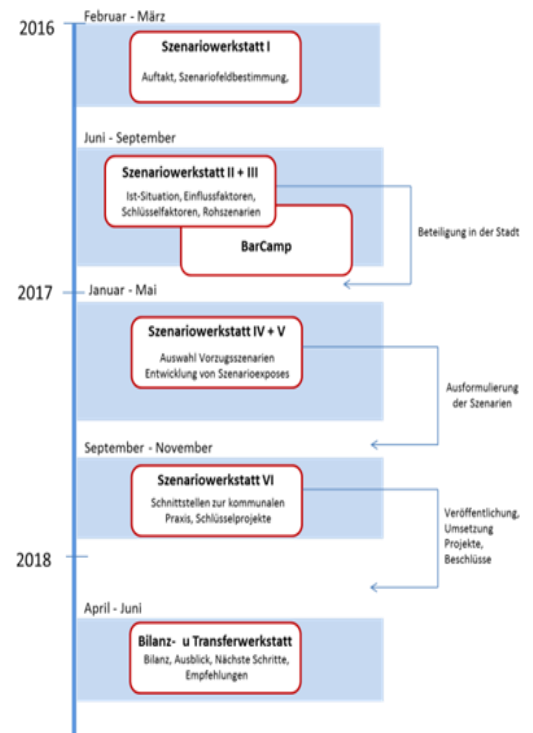 2016
Februar - März
Szenariowerkstatt I
Auftakt, Szenariofeldbestimmung,
Juni - September
Szenariowerkstatt II + III
Ist-Situation, Einflussfaktoren,
Schlüsselfaktoren, Rohszenarien
BarCamp
Beteiligung in der Stadt
2017
Januar - Mai
Szenariowerkstatt IV + V
Auswahl Vorzugsszenarien
Entwicklung von Szenarioexposes
Ausformulierung
der Szenarien
September - November
Szenariowerkstatt VI
Schnittstellen zur kommunalen
Praxis, Schlüsselprojekte
Veröffentlichung,
Umsetzung
Projekte,
Beschlüsse
2018
April - Juni
Bilanz- u Transferwerkstatt
Bilanz, Ausblick, Nächste Schritte,
Empfehlungen